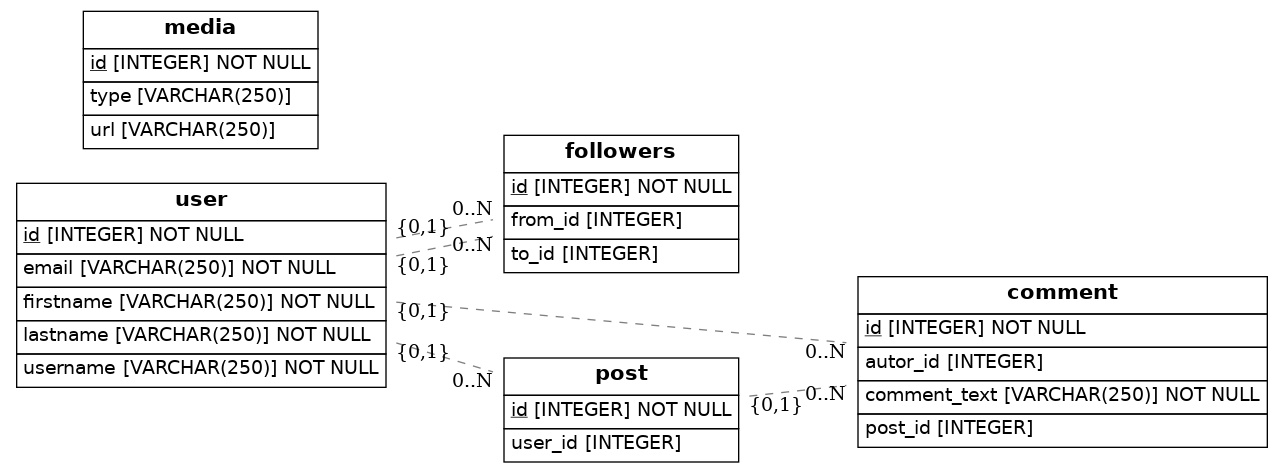 media
id [INTEGER] NOT NULL
type [VARCHAR(250)]
url [VARCHAR(250)]
user
id [INTEGER] NOT NULL
email [VARCHAR(250)] NOT NULL
firstname [VARCHAR(250)] NOT NULL
lastname [VARCHAR(250)] NOT NULL
username [VARCHAR(250)] NOT NULL
{0,1}
0..N
{0,1}
0..N
{0,1}
0..N
{0,1}
0..N
followers
id [INTEGER] NOT NULL
from_id [INTEGER]
to_id [INTEGER]
post
id [INTEGER] NOT NULL
user_id [INTEGER]
{0,1}
0..N
comment
id [INTEGER] NOT NULL
autor_id [INTEGER]
comment_text [VARCHAR(250)] NOT NULL
post_id [INTEGER]